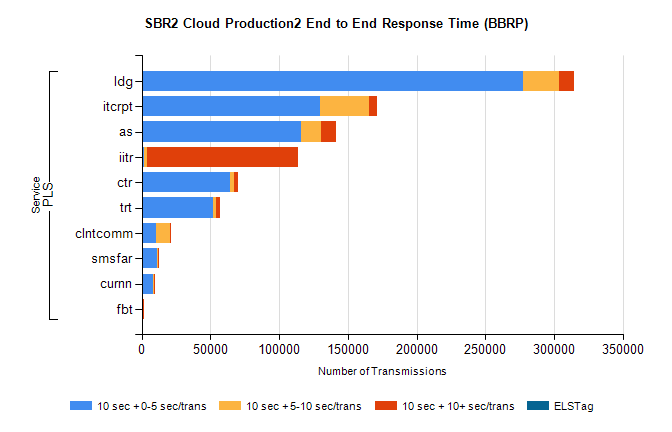 SBR2 Cloud Production2 End to End Response Time (BBRP)
Service
PLS
ldg
itcrpt
as
iitr
ctr
trt
clntcomm
smsfar
curnn
fbt
0 50000 100000 150000 200000 250000 300000 350000
Number of Transmissions
10 sec +0-5 sec/trans 10 sec +5-10 sec/trans 10 sec + 10+ sec/trans ELSTag